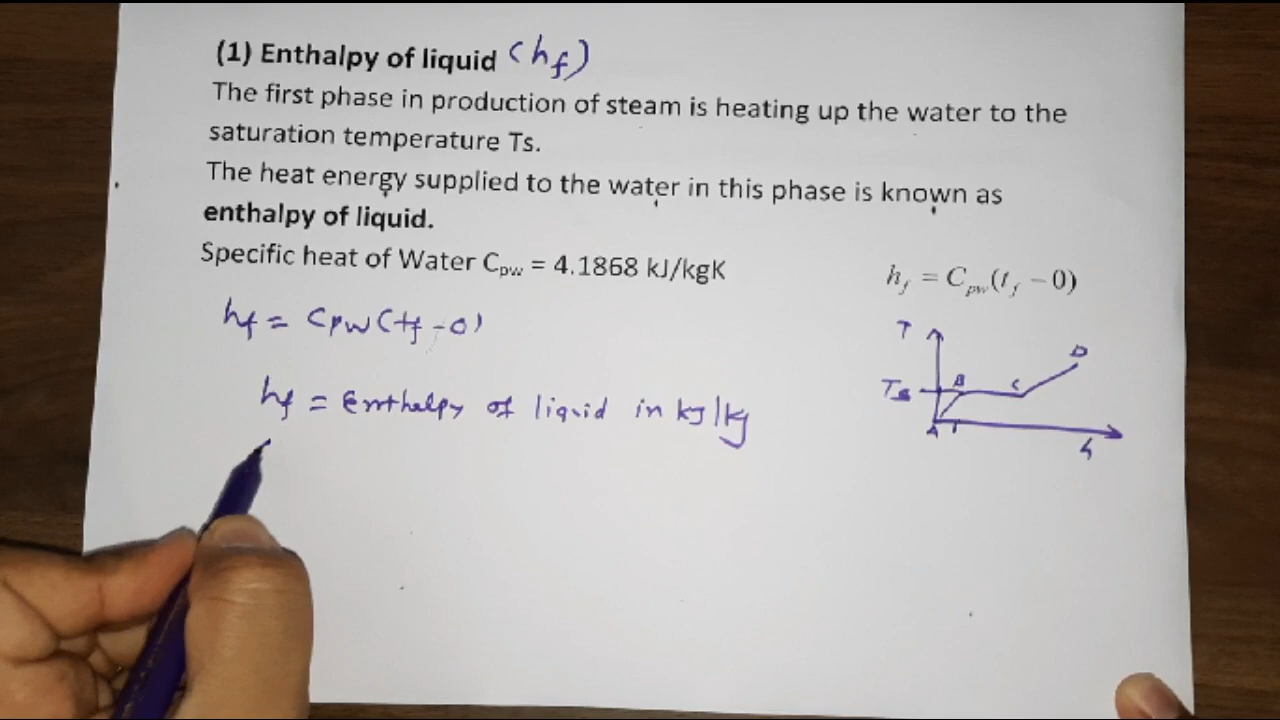 (1) Enthalpy of liquid (hf)
The first phase in production of steam is heating up the water to the
saturation temperature Ts.
The heat energy supplied to the water in this phase is known as
enthalpy of liquid.
Specific heat of Water Cpw = 4.1868 kJ/kgK
hf = Cpw(tf – 0)
hf = Cpw(tf – 0)
hf = Enthalpy of liquid in kJ/kg
T
D
Ts
B
C
A